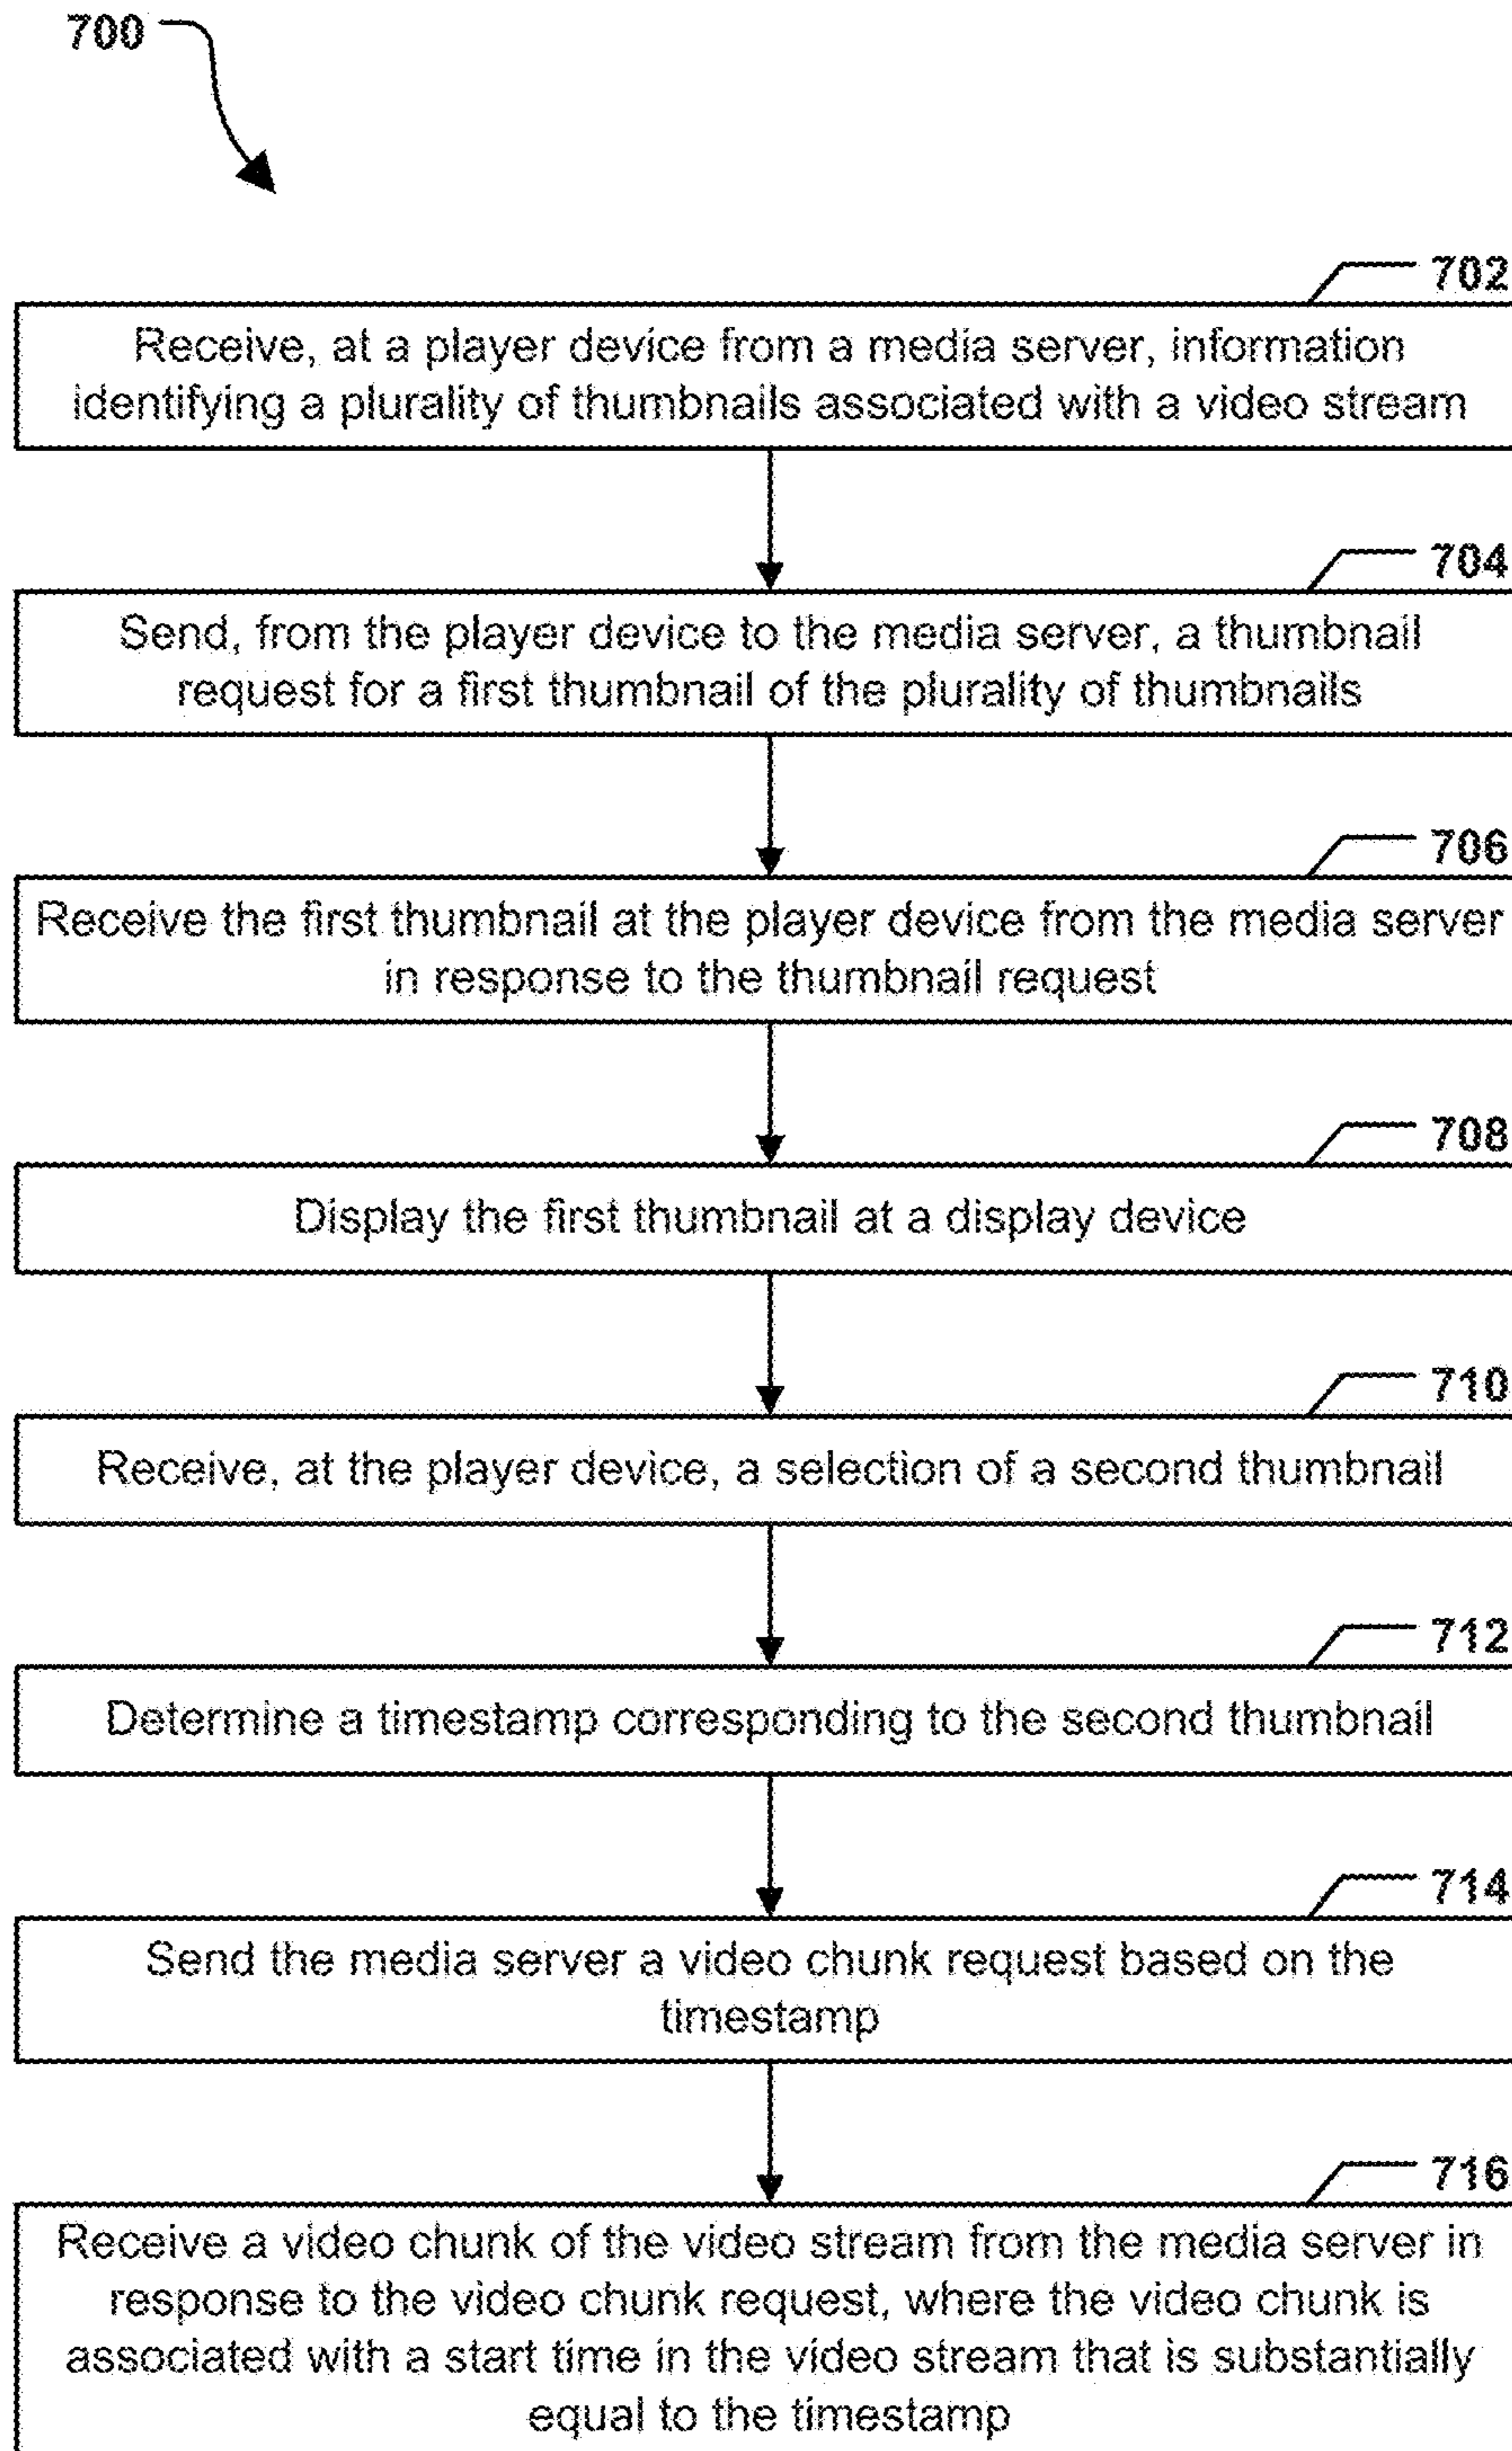 700
702
Receive, at a player device from a media server, information
identifying a plurality of thumbnails associated with a video stream
704
Send, from the player device to the media server, a thumbnail
request for a first thumbnail of the plurality of thumbnails
706
Receive the first thumbnail at the player device from the media server
in response to the thumbnail request
708
Display the first thumbnail at a display device
710
Receive, at the player device, a selection of a second thumbnail
712
Determine a timestamp corresponding to the second thumbnail
714
Send the media server a video chunk request based on the
timestamp
716
Receive a video chunk of the video stream from the media server in
response to the video chunk request, where the video chunk is
associated with a start time in the video stream that is substantially
equal to the timestamp